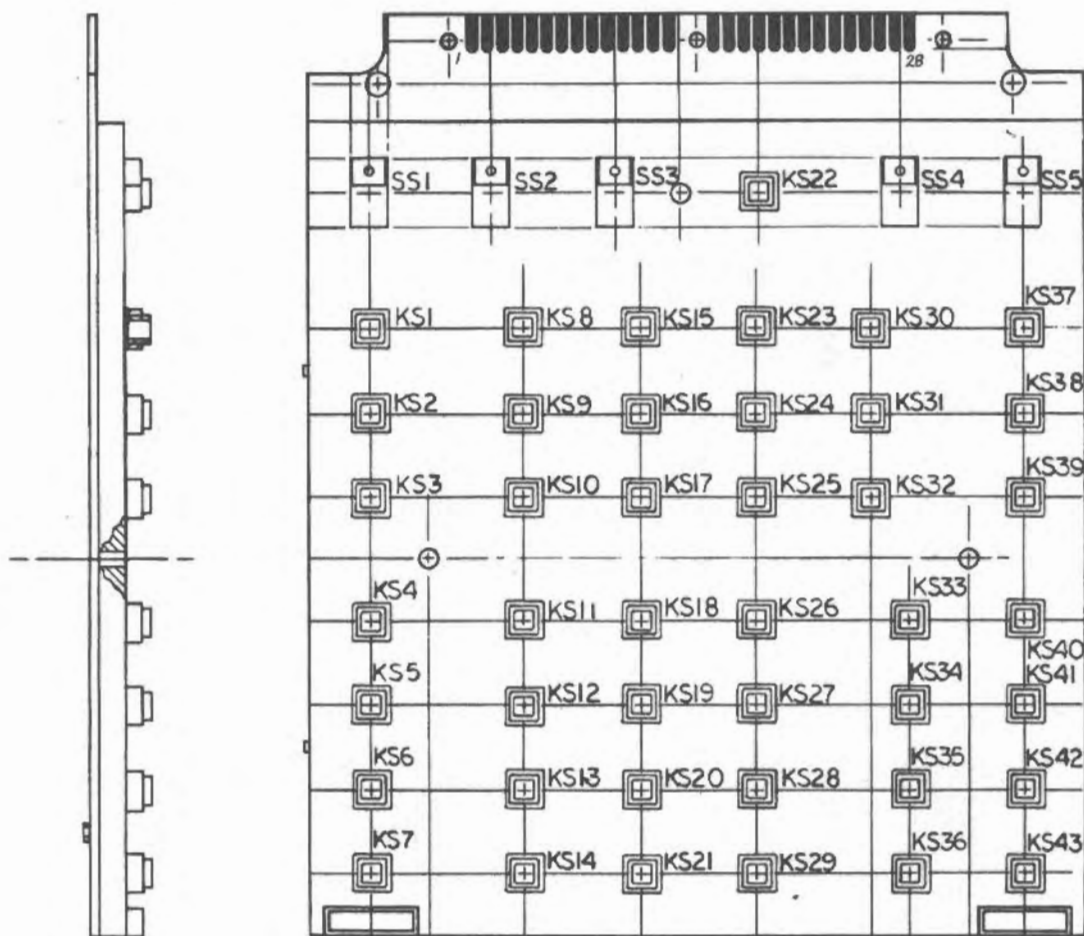 1 28
SS1 SS2 SS3 KS22 SS4 SS5
KS37
KS1 KS8 KS15 KS23 KS30
KS38
KS2 KS9 KS16 KS24 KS31
KS39
KS3 KS10 KS17 KS25 KS32
KS4 KS33
KS11 KS18 KS26
KS40
KS5 KS34 KS41
KS12 KS19 KS27
KS6 KS35 KS42
KS13 KS20 KS28
KS7 KS36 KS43
KS14 KS21 KS29